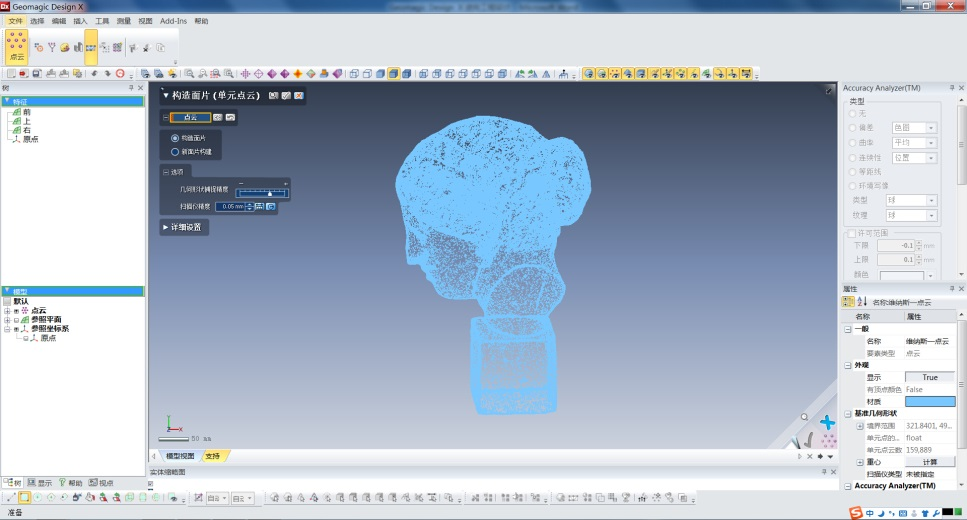 Geomagic Design X
文件 选择 编辑 插入 工具 测量 视图 Add-Ins 帮助
点云
树
特征
前
上
右
原点
模型
默认
点云
参照平面
参照坐标系
原点
树 显示 帮助 视点
准备
构造面片 (单元点云)
点云
构造面片
新面片构建
选项
几何形状捕捉精度
扫描仪精度 0.05 mm
详细设置
50 mm
模型视图 支持
实体缩略图
自动 自动
Accuracy Analyzer(TM)
类型
无
偏差 色图
曲率 平均
连续性 位置
等距线
环境写像
类型 球
纹理 球
许可范围
下限 -0.1 mm
上限 0.1 mm
颜色
属性
名称:维纳斯—点云
名称 属性
一般
名称 维纳斯—点云
要素类型 点云
外观
显示 True
有顶点颜色 False
材质
基准几何形状
境界范围 321.8401, 49...
单元点的... float
单元点云数 159,889
重心 计算
扫描仪类型 未被指定
Accuracy Analyzer(TM)
中